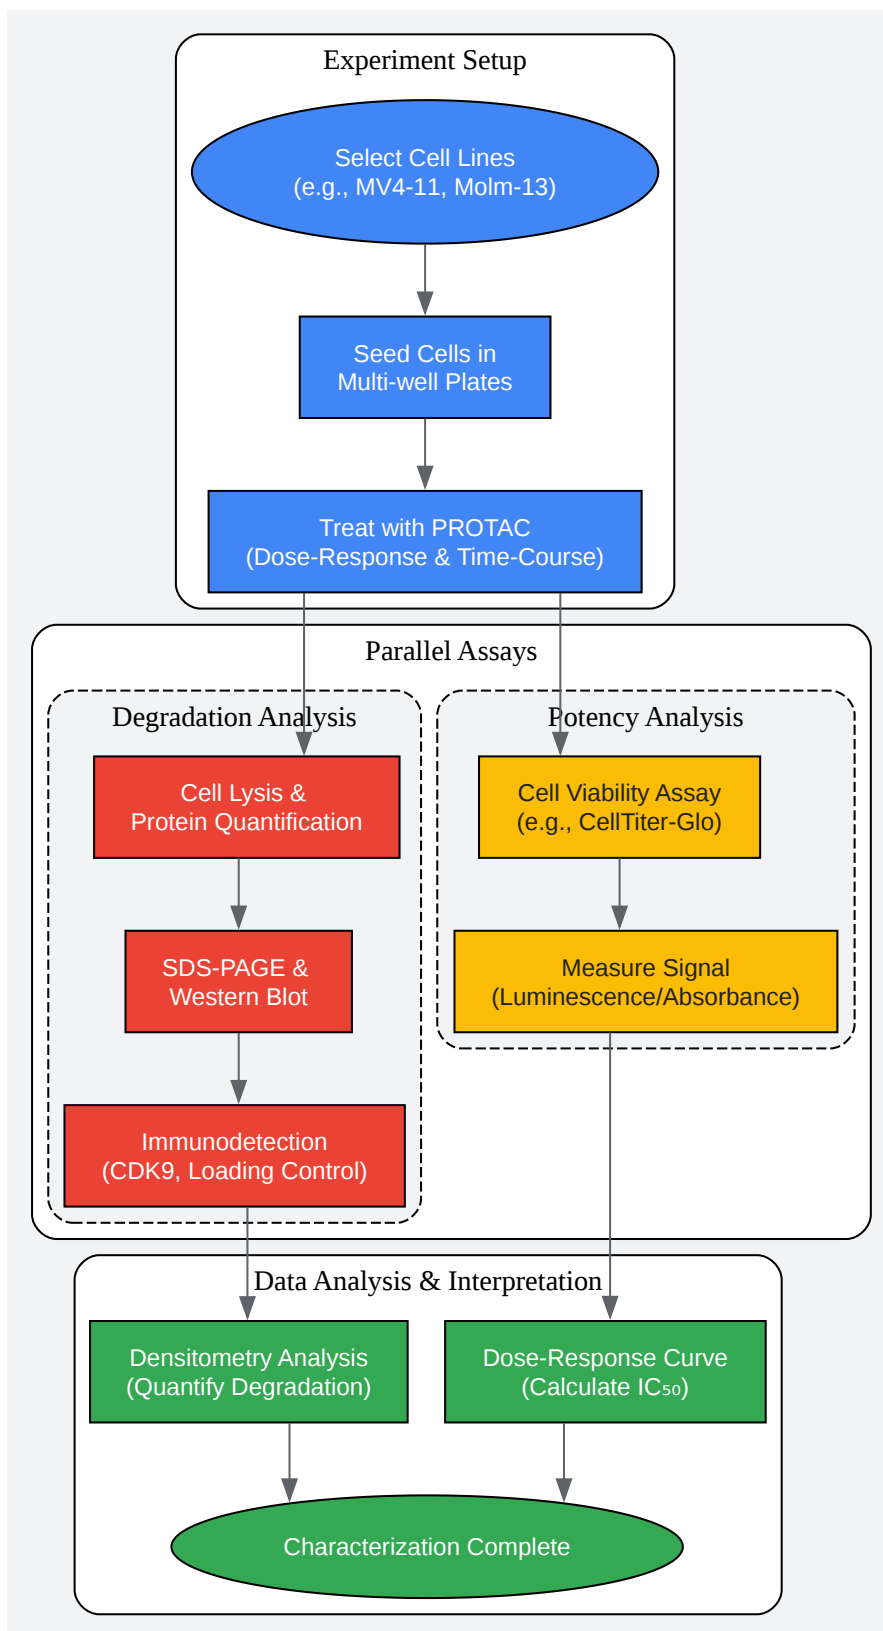 Experiment Setup
Select Cell Lines
(e.g., MV4-11, Molm-13)
Seed Cells in
Multi-well Plates
Treat with PROTAC
(Dose-Response & Time-Course)
Parallel Assays
Degradation Analysis
Cell Lysis &
Protein Quantification
SDS-PAGE &
Western Blot
Immunodetection
(CDK9, Loading Control)
Potency Analysis
Cell Viability Assay
(e.g., CellTiter-Glo)
Measure Signal
(Luminescence/Absorbance)
Data Analysis & Interpretation
Densitometry Analysis
(Quantify Degradation)
Dose-Response Curve
(Calculate IC₅₀)
Characterization Complete